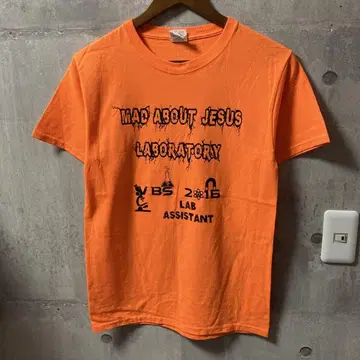 MAD ABOUT JESUS
LABORATORY
VBS 2016
LAB
ASSISTANT